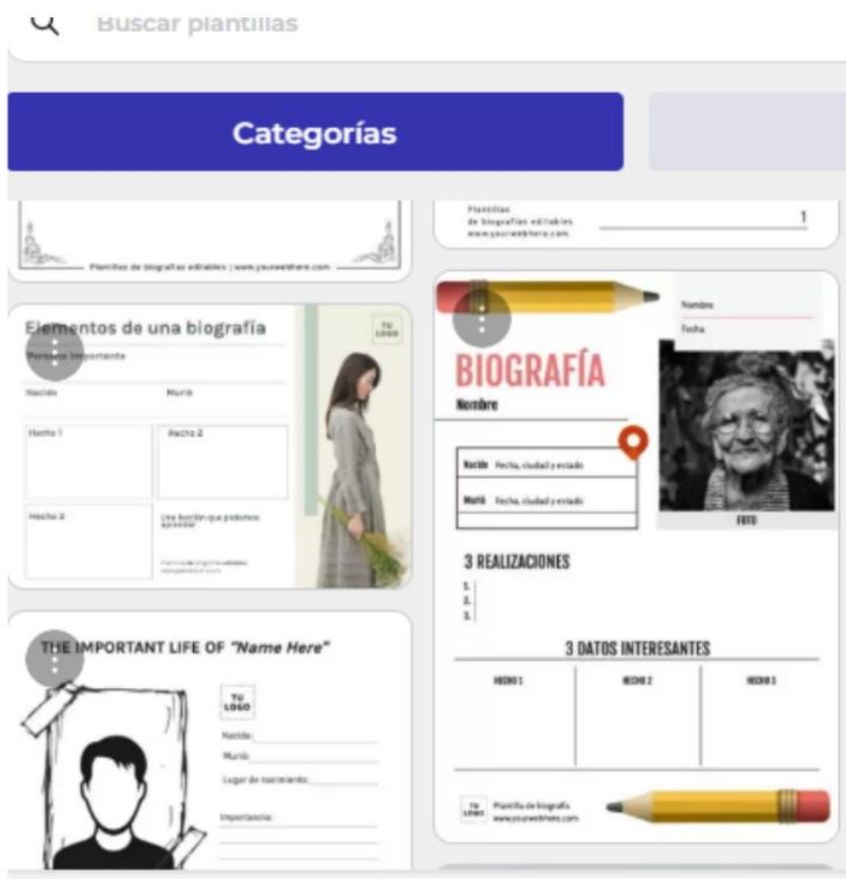 Buscar plantillas
Categorías
Plantillas de biografías editables | www.yourwebhere.com
Plantillas
de biografías editables
www.yourwebhere.com
1
Elementos de una biografía
TU
LOGO
Persona importante
Nacido
Murió
Hecho 1
Hecho 2
Hecho 3
Una lección que podemos
aprender
Nombre
Fecha
BIOGRAFÍA
Nombre
Nacido Fecha, ciudad y estado
Murió Fecha, ciudad y estado
FOTO
3 REALIZACIONES
1.
2.
3.
3 DATOS INTERESANTES
HECHO 1
HECHO 2
HECHO 3
TU
LOGO
Plantilla de biografía
www.yourwebhere.com
THE IMPORTANT LIFE OF "Name Here"
TU
LOGO
Nacido:
Murió:
Lugar de nacimiento:
Importancia: